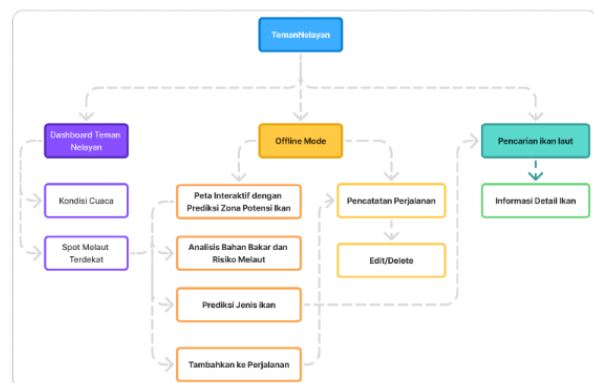 TemanNelayan
Dashboard Teman
Nelayan
Offline Mode
Pencarian ikan laut
Kondisi Cuaca
Peta Interaktif dengan
Prediksi Zona Potensi Ikan
Pencatatan Perjalanan
Informasi Detail Ikan
Spot Melaut
Terdekat
Analisis Bahan Bakar dan
Risiko Melaut
Edit/Delete
Prediksi Jenis ikan
Tambahkan ke Perjalanan